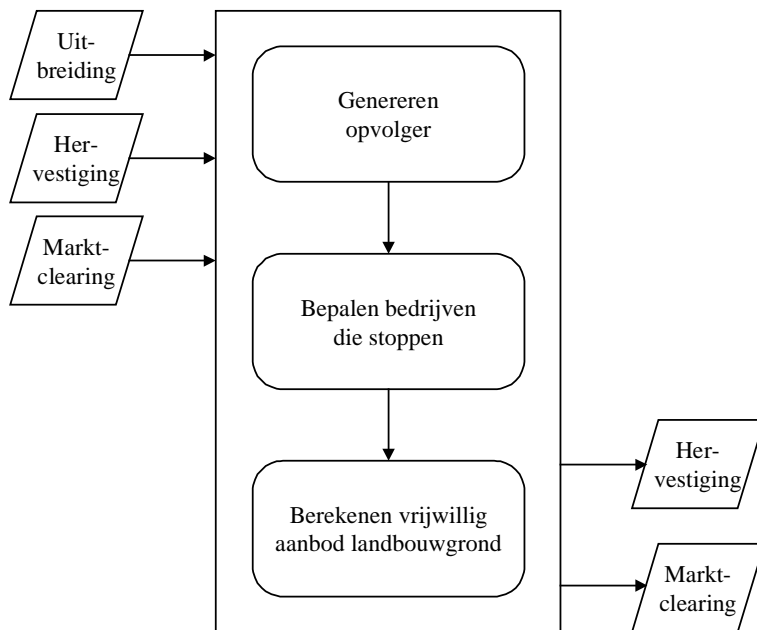 Uit-
breiding
Her-
vestiging
Markt-
clearing
Genereren
opvolger
Bepalen bedrijven
die stoppen
Berekenen vrijwillig
aanbod landbouwgrond
Her-
vestiging
Markt-
clearing